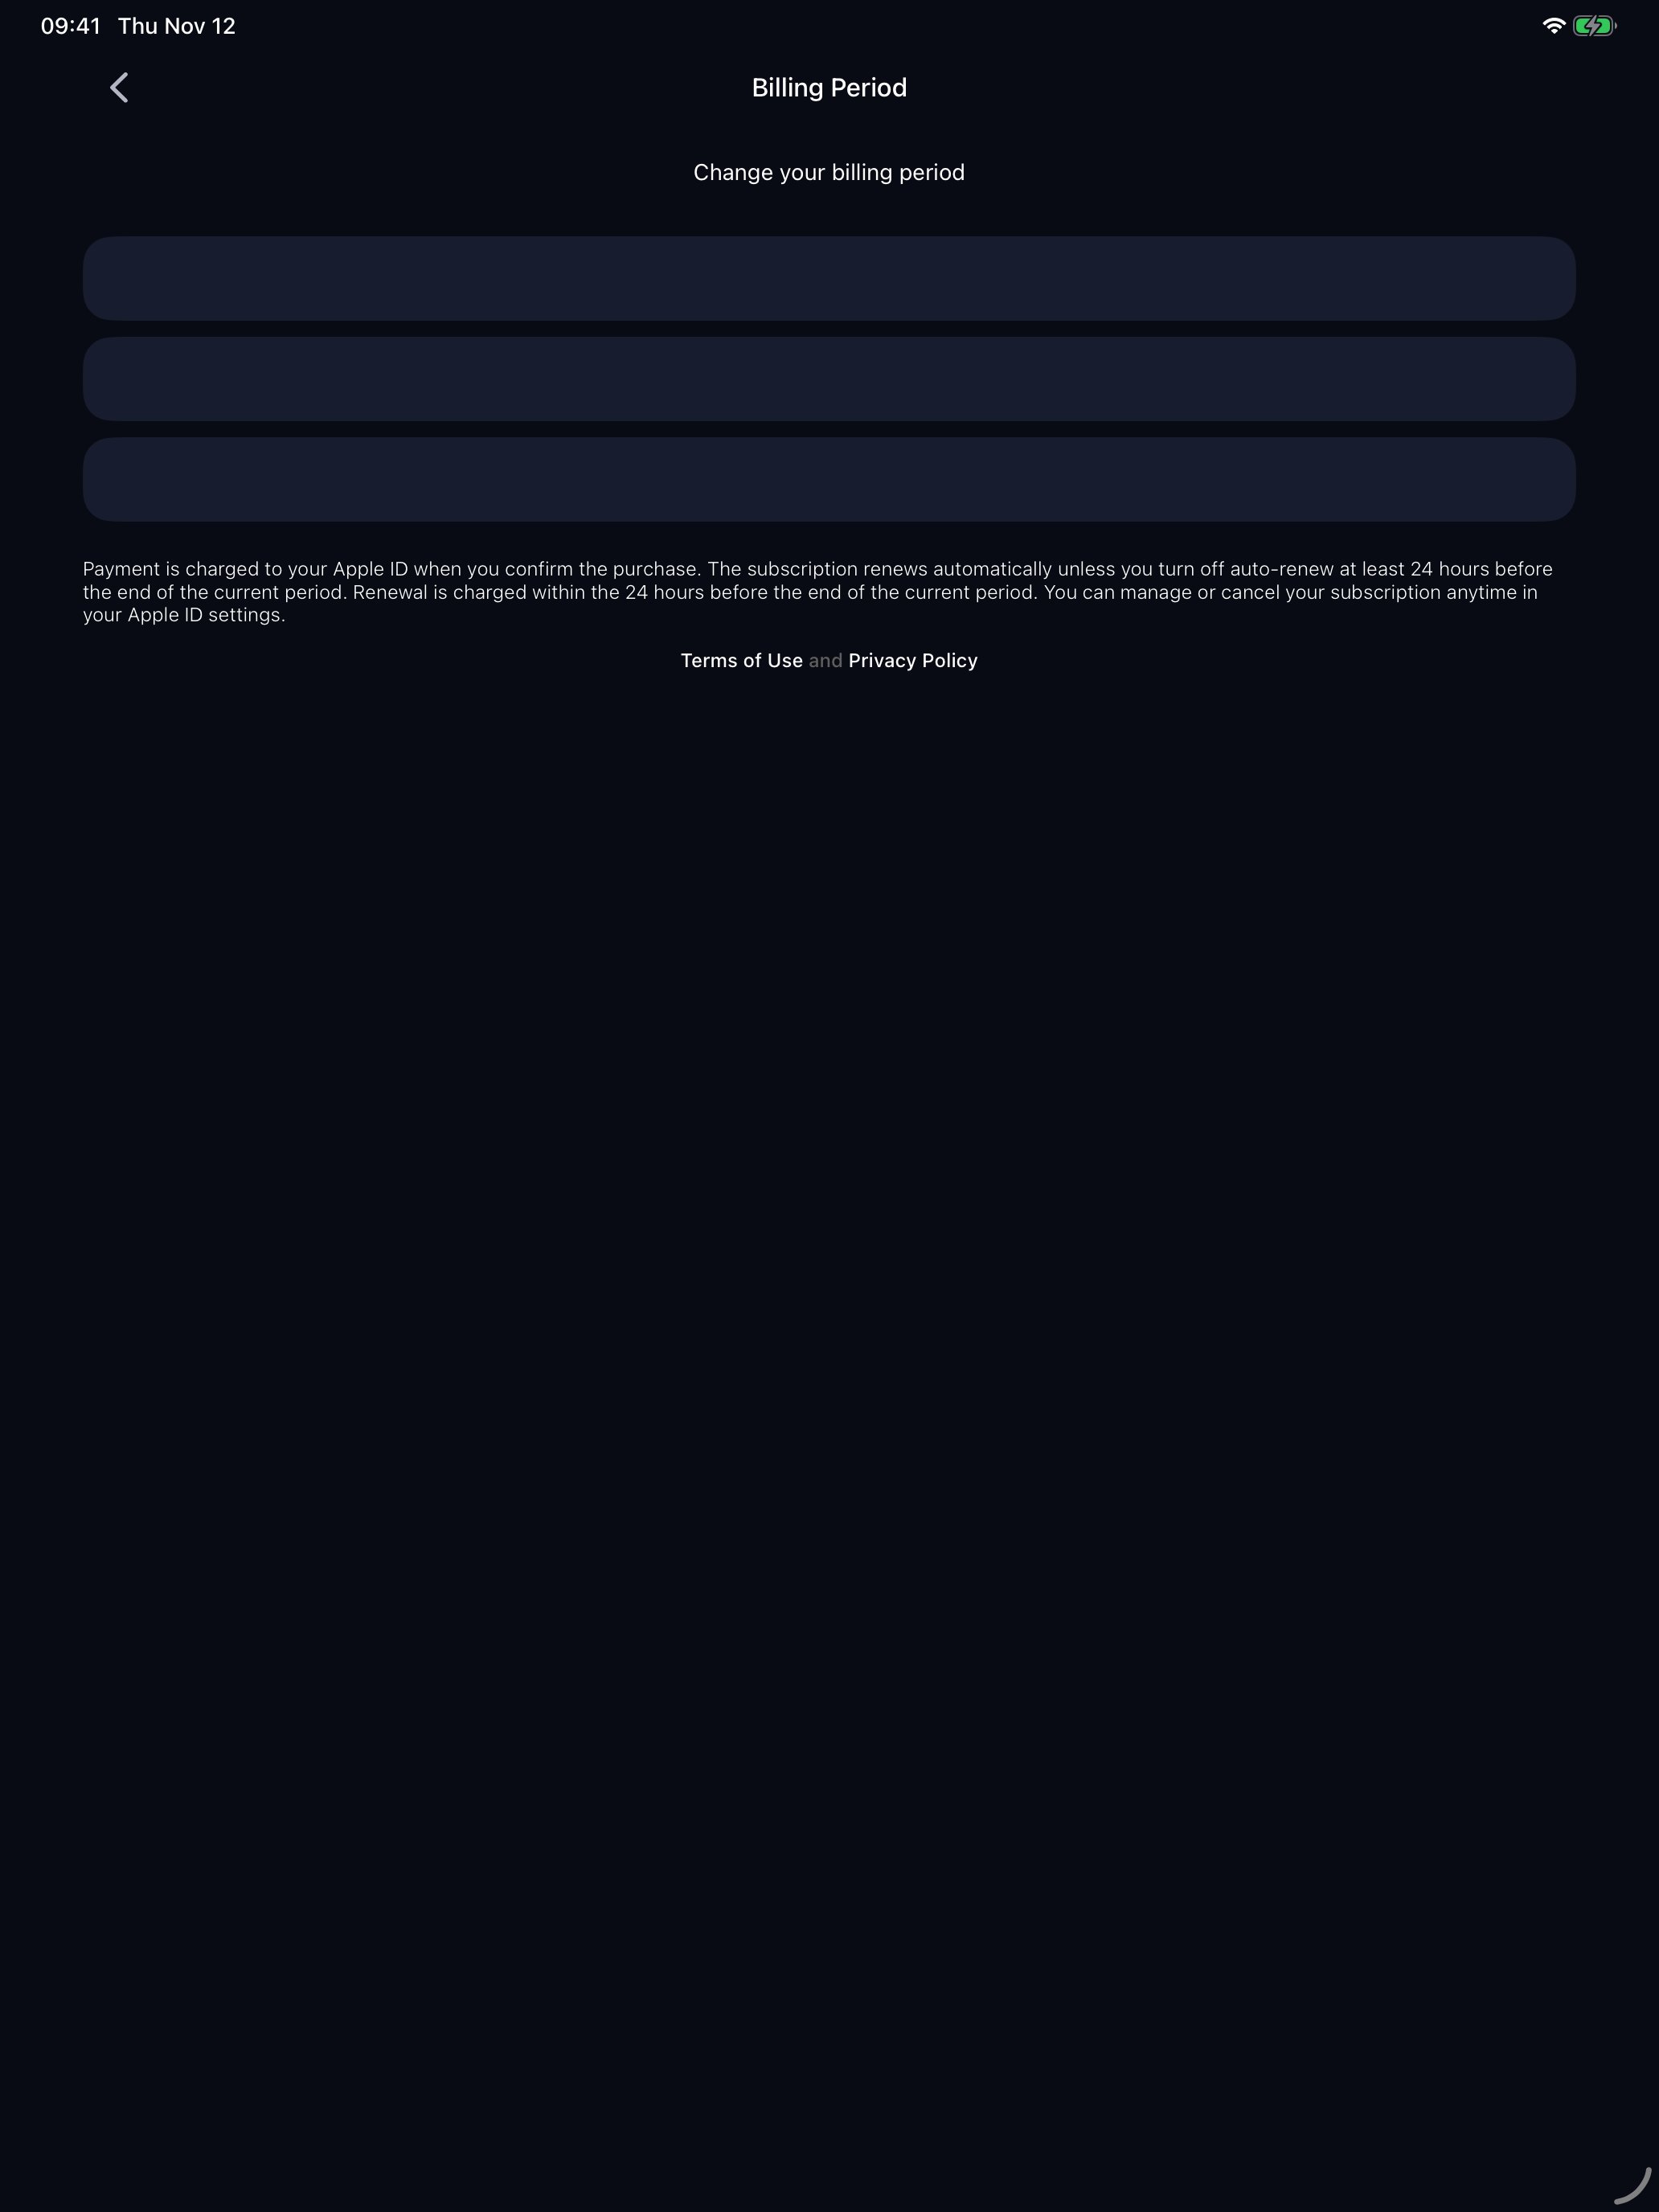 09:41 Thu Nov 12
Billing Period
Change your billing period
Payment is charged to your Apple ID when you confirm the purchase. The subscription renews automatically unless you turn off auto-renew at least 24 hours before
the end of the current period. Renewal is charged within the 24 hours before the end of the current period. You can manage or cancel your subscription anytime in
your Apple ID settings.
Terms of Use and Privacy Policy